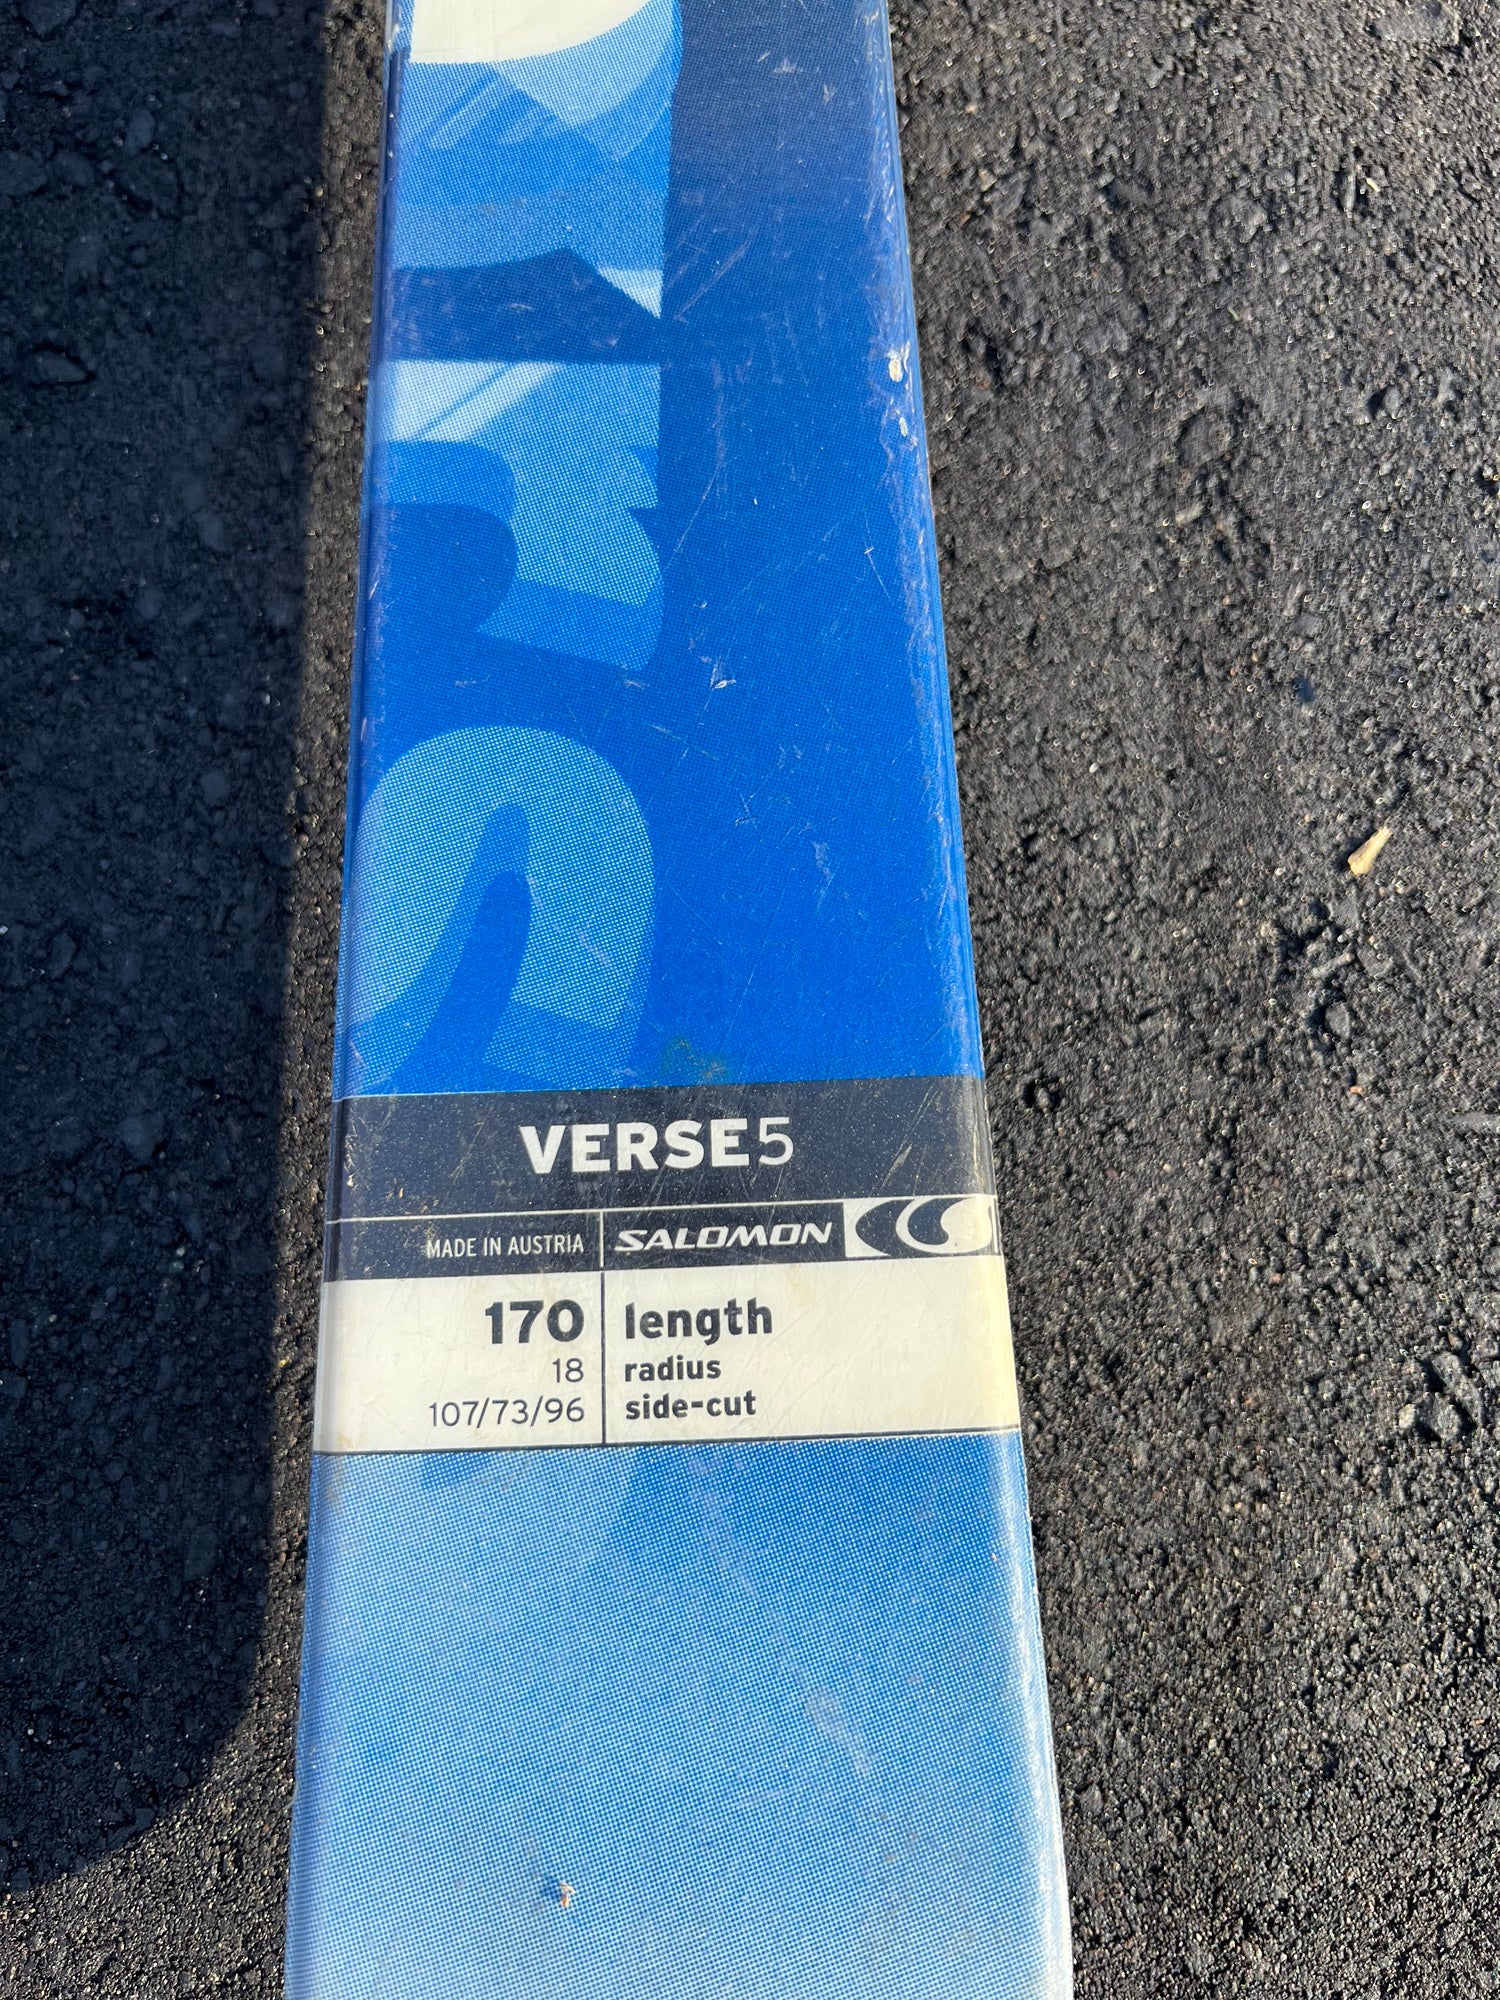 VERSE5
MADE IN AUSTRIA SALOMON
170 length
18 radius
107/73/96 side-cut